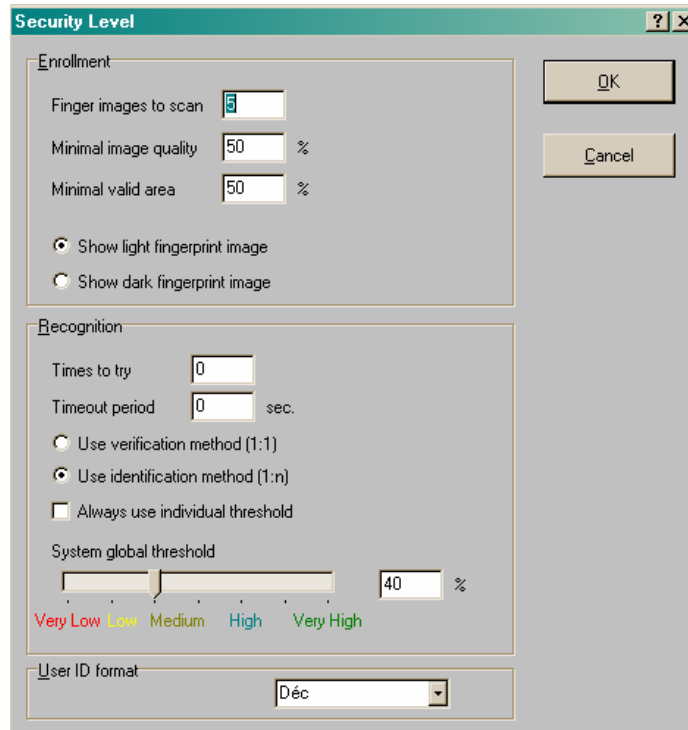 Security Level
Enrollment
OK
Finger images to scan 5
Minimal image quality 50 %
Cancel
Minimal valid area 50 %
Show light fingerprint image
Show dark fingerprint image
Recognition
Times to try 0
Timeout period 0 sec.
Use verification method (1:1)
Use identification method (1:n)
Always use individual threshold
System global threshold
40 %
Very Low Low Medium High Very High
User ID format
Déc